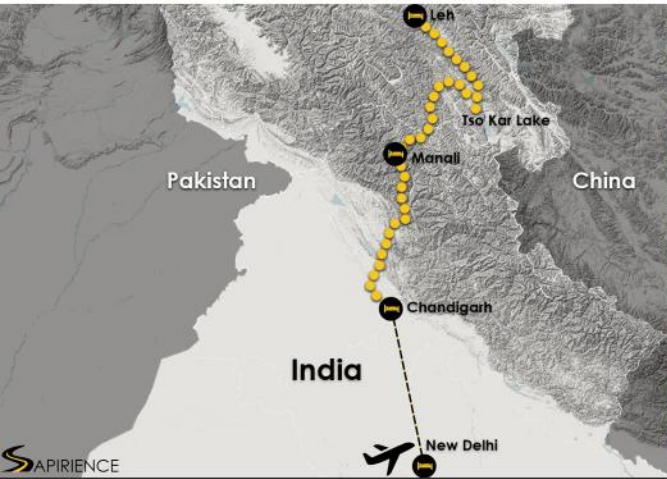 Leh
Tso Kar Lake
Manali
Pakistan
China
Chandigarh
India
New Delhi
SAPIRIENCE